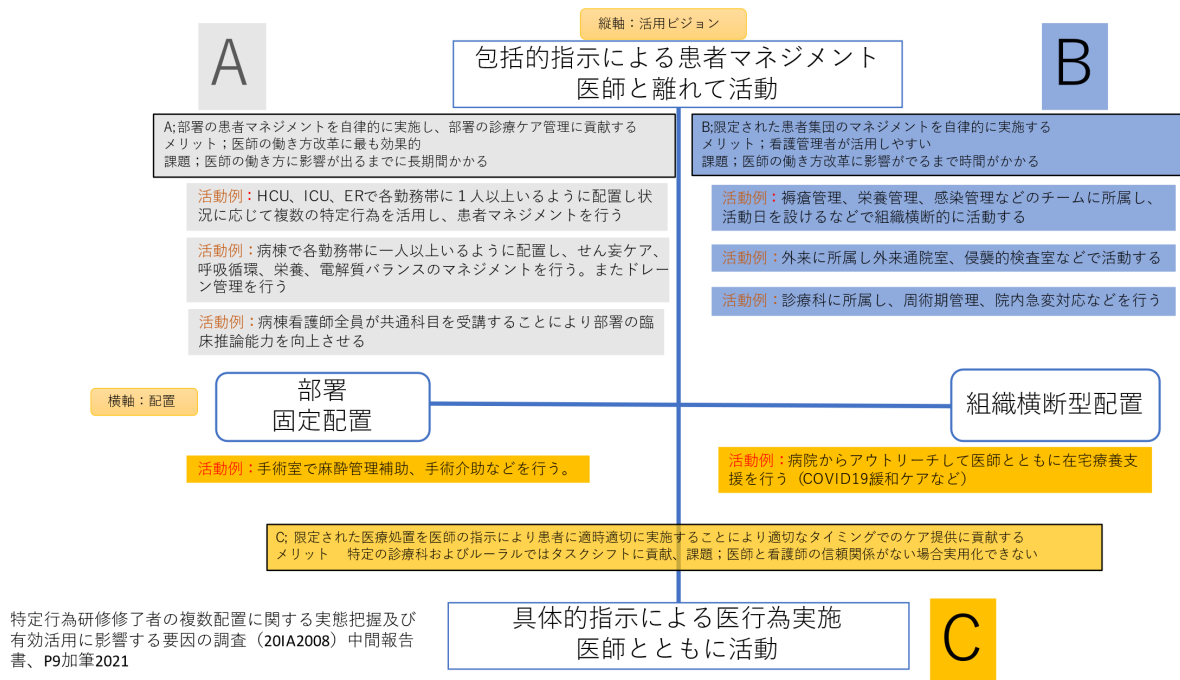 縦軸：活用ビジョン
A
包括的指示による患者マネジメント
医師と離れて活動
B
A;部署の患者マネジメントを自律的に実施し、部署の診療ケア管理に貢献する
メリット；医師の働き方改革に最も効果的
課題；医師の働き方に影響が出るまでに長期間かかる
B;限定された患者集団のマネジメントを自律的に実施する
メリット；看護管理者が活用しやすい
課題；医師の働き方改革に影響がでるまで時間がかかる
活動例：HCU、ICU、ERで各勤務帯に１人以上いるように配置し状
況に応じて複数の特定行為を活用し、患者マネジメントを行う
活動例：病棟で各勤務帯に一人以上いるように配置し、せん妄ケア、
呼吸循環、栄養、電解質バランスのマネジメントを行う。またドレー
ン管理を行う
活動例：病棟看護師全員が共通科目を受講することにより部署の臨
床推論能力を向上させる
活動例：褥瘡管理、栄養管理、感染管理などのチームに所属し、
活動日を設けるなどで組織横断的に活動する
活動例：外来に所属し外来通院室、侵襲的検査室などで活動する
活動例：診療科に所属し、周術期管理、院内急変対応などを行う
横軸：配置
部署
固定配置
組織横断型配置
活動例：手術室で麻酔管理補助、手術介助などを行う。
活動例：病院からアウトリーチして医師とともに在宅療養支
援を行う（COVID19緩和ケアなど）
C; 限定された医療処置を医師の指示により患者に適時適切に実施することにより適切なタイミングでのケア提供に貢献する
メリット　特定の診療科およびルーラルではタスクシフトに貢献、課題；医師と看護師の信頼関係がない場合実用化できない
具体的指示による医行為実施
医師とともに活動
C
特定行為研修修了者の複数配置に関する実態把握及び
有効活用に影響する要因の調査（20IA2008）中間報告
書、P9加筆2021